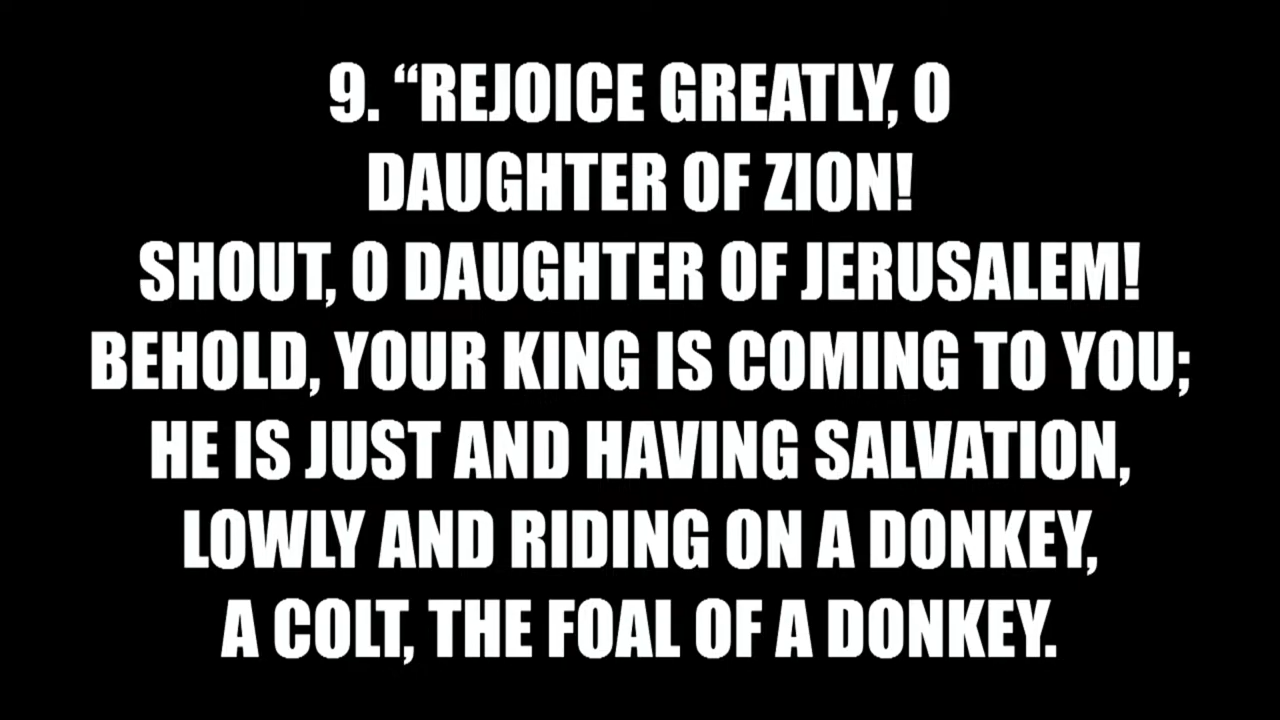 9. “REJOICE GREATLY, O
DAUGHTER OF ZION!
SHOUT, O DAUGHTER OF JERUSALEM!
BEHOLD, YOUR KING IS COMING TO YOU;
HE IS JUST AND HAVING SALVATION,
LOWLY AND RIDING ON A DONKEY,
A COLT, THE FOAL OF A DONKEY.